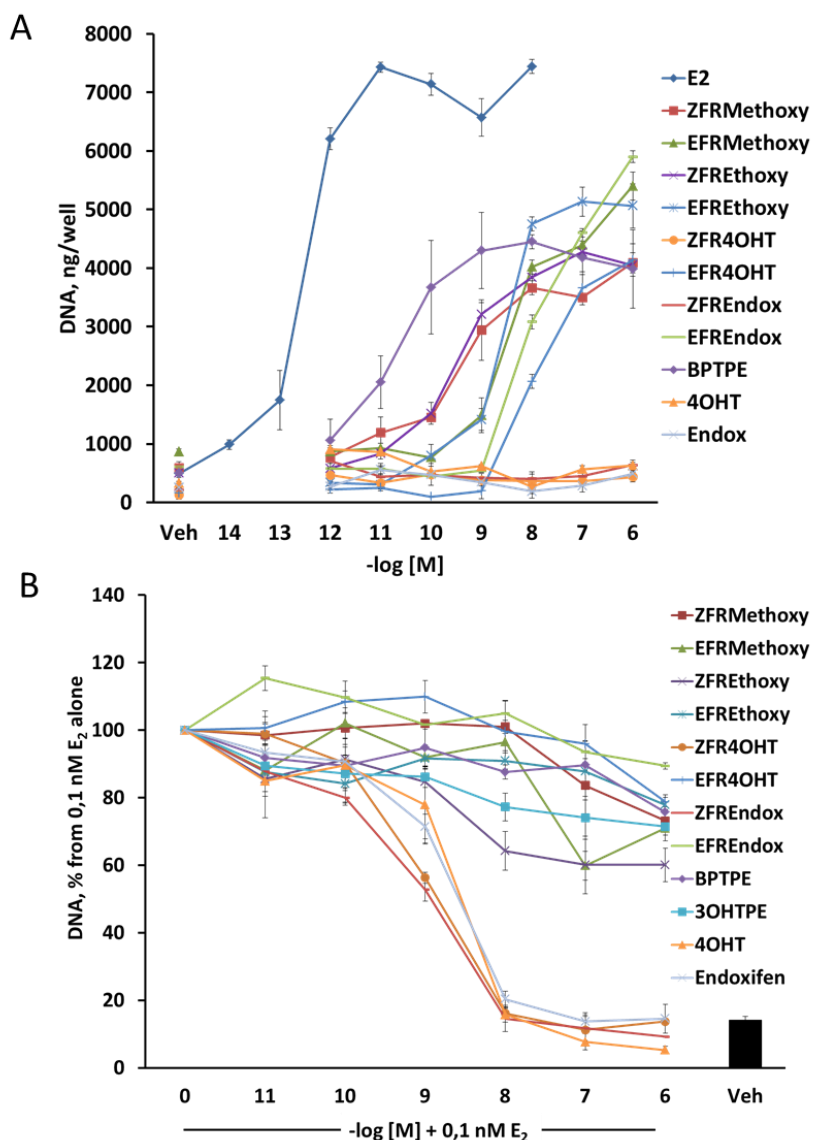 A
8000
7000
6000
5000
4000
3000
2000
1000
0
DNA, ng/well
Veh 14 13 12 11 10 9 8 7 6
-log [M]
E2
ZFRMethoxy
EFRMethoxy
ZFREthoxy
EFREthoxy
ZFR4OHT
EFR4OHT
ZFREndox
EFREndox
BPTPE
4OHT
Endox
B
140
120
100
80
60
40
20
0
DNA, % from 0,1 nM E₂ alone
0 11 10 9 8 7 6 Veh
-log [M] + 0,1 nM E₂
ZFRMethoxy
EFRMethoxy
ZFREthoxy
EFREthoxy
ZFR4OHT
EFR4OHT
ZFREndox
EFREndox
BPTPE
3OHTPE
4OHT
Endoxifen